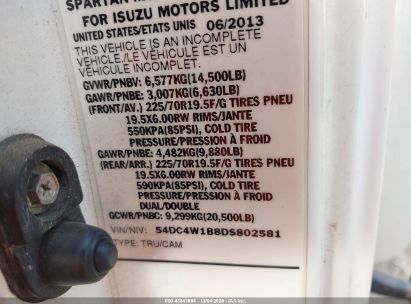 SPARTAN
FOR ISUZU MOTORS LIMITED
UNITED STATES/ETATS UNIS 06/2013
THIS VEHICLE IS AN INCOMPLETE
VEHICLE./LE VÉHICULE EST UN
VÉHICULE INCOMPLET
GVWR/PNBV: 6,577KG(14,500LB)
GAWR/PNBE: 3,007KG(6,630LB)
(FRONT/AV.) 225/70R19.5F/G TIRES PNEU
19.5X6.00RW RIMS/JANTE
550KPA(85PSI), COLD TIRE
PRESSURE/PRESSION À FROID
GAWR/PNBE: 4,482KG(9,880LB)
(REAR/ARR.) 225/70R19.5F/G TIRES PNEU
19.5X6.00RW RIMS/JANTE
590KPA(85PSI), COLD TIRE
PRESSURE/PRESSION À FROID
DUAL/DOUBLE
GCWR/PNBC: 9,299KG(20,500LB)
VIN/NIV: 54DC4W1B8DS802581
TYPE: TRU/CAM